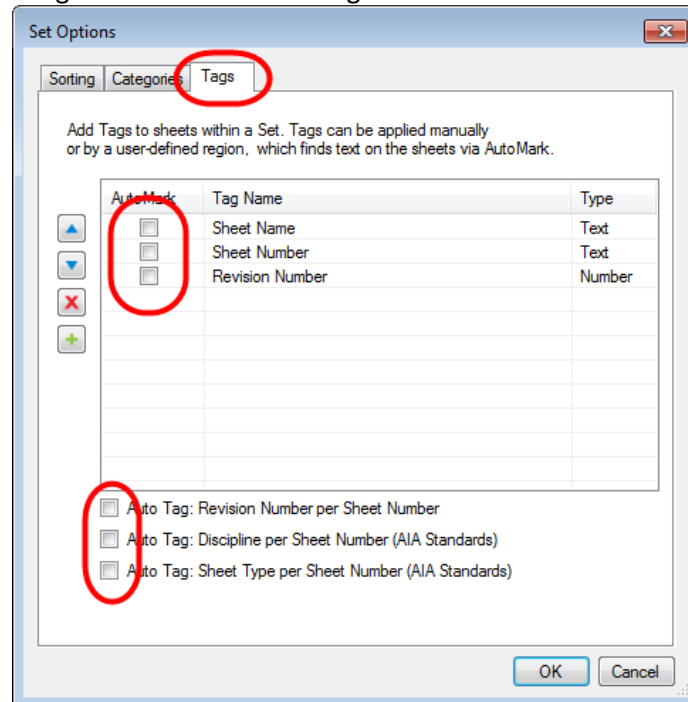 Set Options
Sorting Categories Tags
Add Tags to sheets within a Set. Tags can be applied manually
or by a user-defined region, which finds text on the sheets via AutoMark.
AutoMark Tag Name Type
Sheet Name Text
Sheet Number Text
Revision Number Number
Auto Tag: Revision Number per Sheet Number
Auto Tag: Discipline per Sheet Number (AIA Standards)
Auto Tag: Sheet Type per Sheet Number (AIA Standards)
OK Cancel